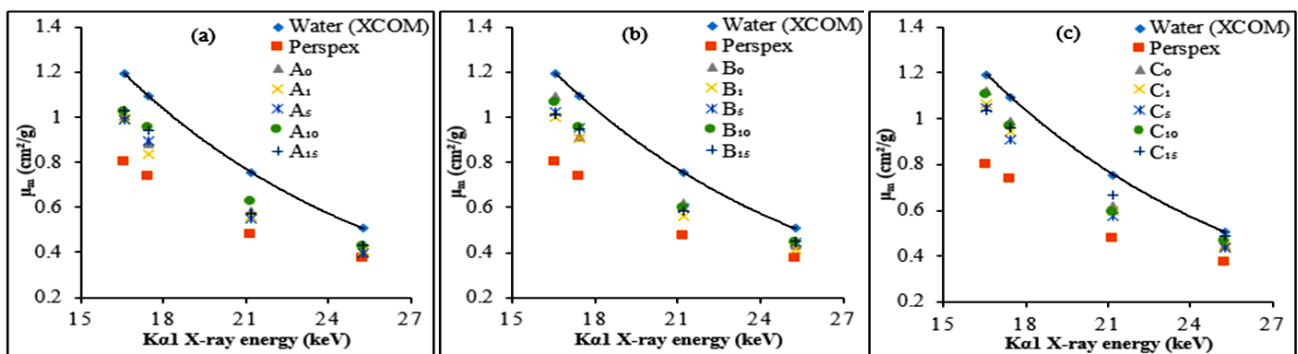 1.4
1.2
1
0.8
0.6
0.4
0.2
μm (cm²/g)
(a)
Water (XCOM)
Perspex
A₀
A₁
A₅
A₁₀
A₁₅
15 18 21 24 27
Kα1 X-ray energy (keV)
1.4
1.2
1
0.8
0.6
0.4
0.2
μm (cm²/g)
(b)
Water (XCOM)
Perspex
B₀
B₁
B₅
B₁₀
B₁₅
15 18 21 24 27
Kα1 X-ray energy (keV)
1.4
1.2
1
0.8
0.6
0.4
0.2
μm (cm²/g)
(c)
Water (XCOM)
Perspex
C₀
C₁
C₅
C₁₀
C₁₅
15 18 21 24 27
Kα1 X-ray energy (keV)